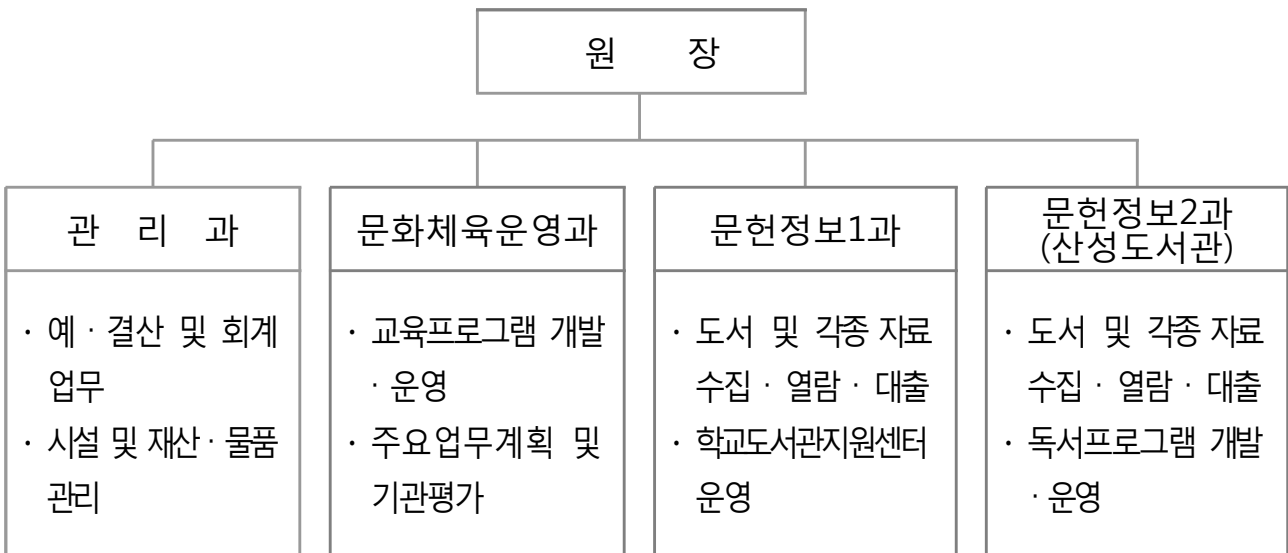 원 장
관 리 과
· 예 · 결산 및 회계
업무
· 시설 및 재산 · 물품
관리
문화체육운영과
· 교육프로그램 개발
· 운영
· 주요업무계획 및
기관평가
문헌정보1과
· 도서 및 각종 자료
수집 · 열람 · 대출
· 학교도서관지원센터
운영
문헌정보2과
(산성도서관)
· 도서 및 각종 자료
수집 · 열람 · 대출
· 독서프로그램 개발
· 운영